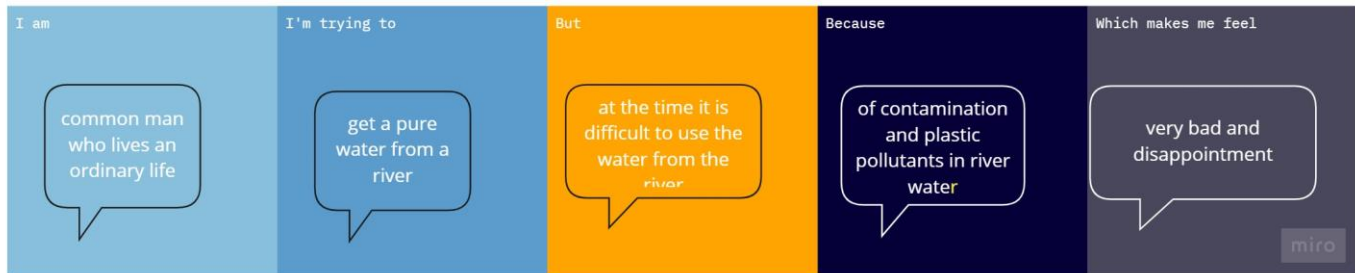 I am
common man
who lives an
ordinary life
I'm trying to
get a pure
water from a
river
But
at the time it is
difficult to use the
water from the
river
Because
of contamination
and plastic
pollutants in river
water
Which makes me feel
very bad and
disappointment
miro